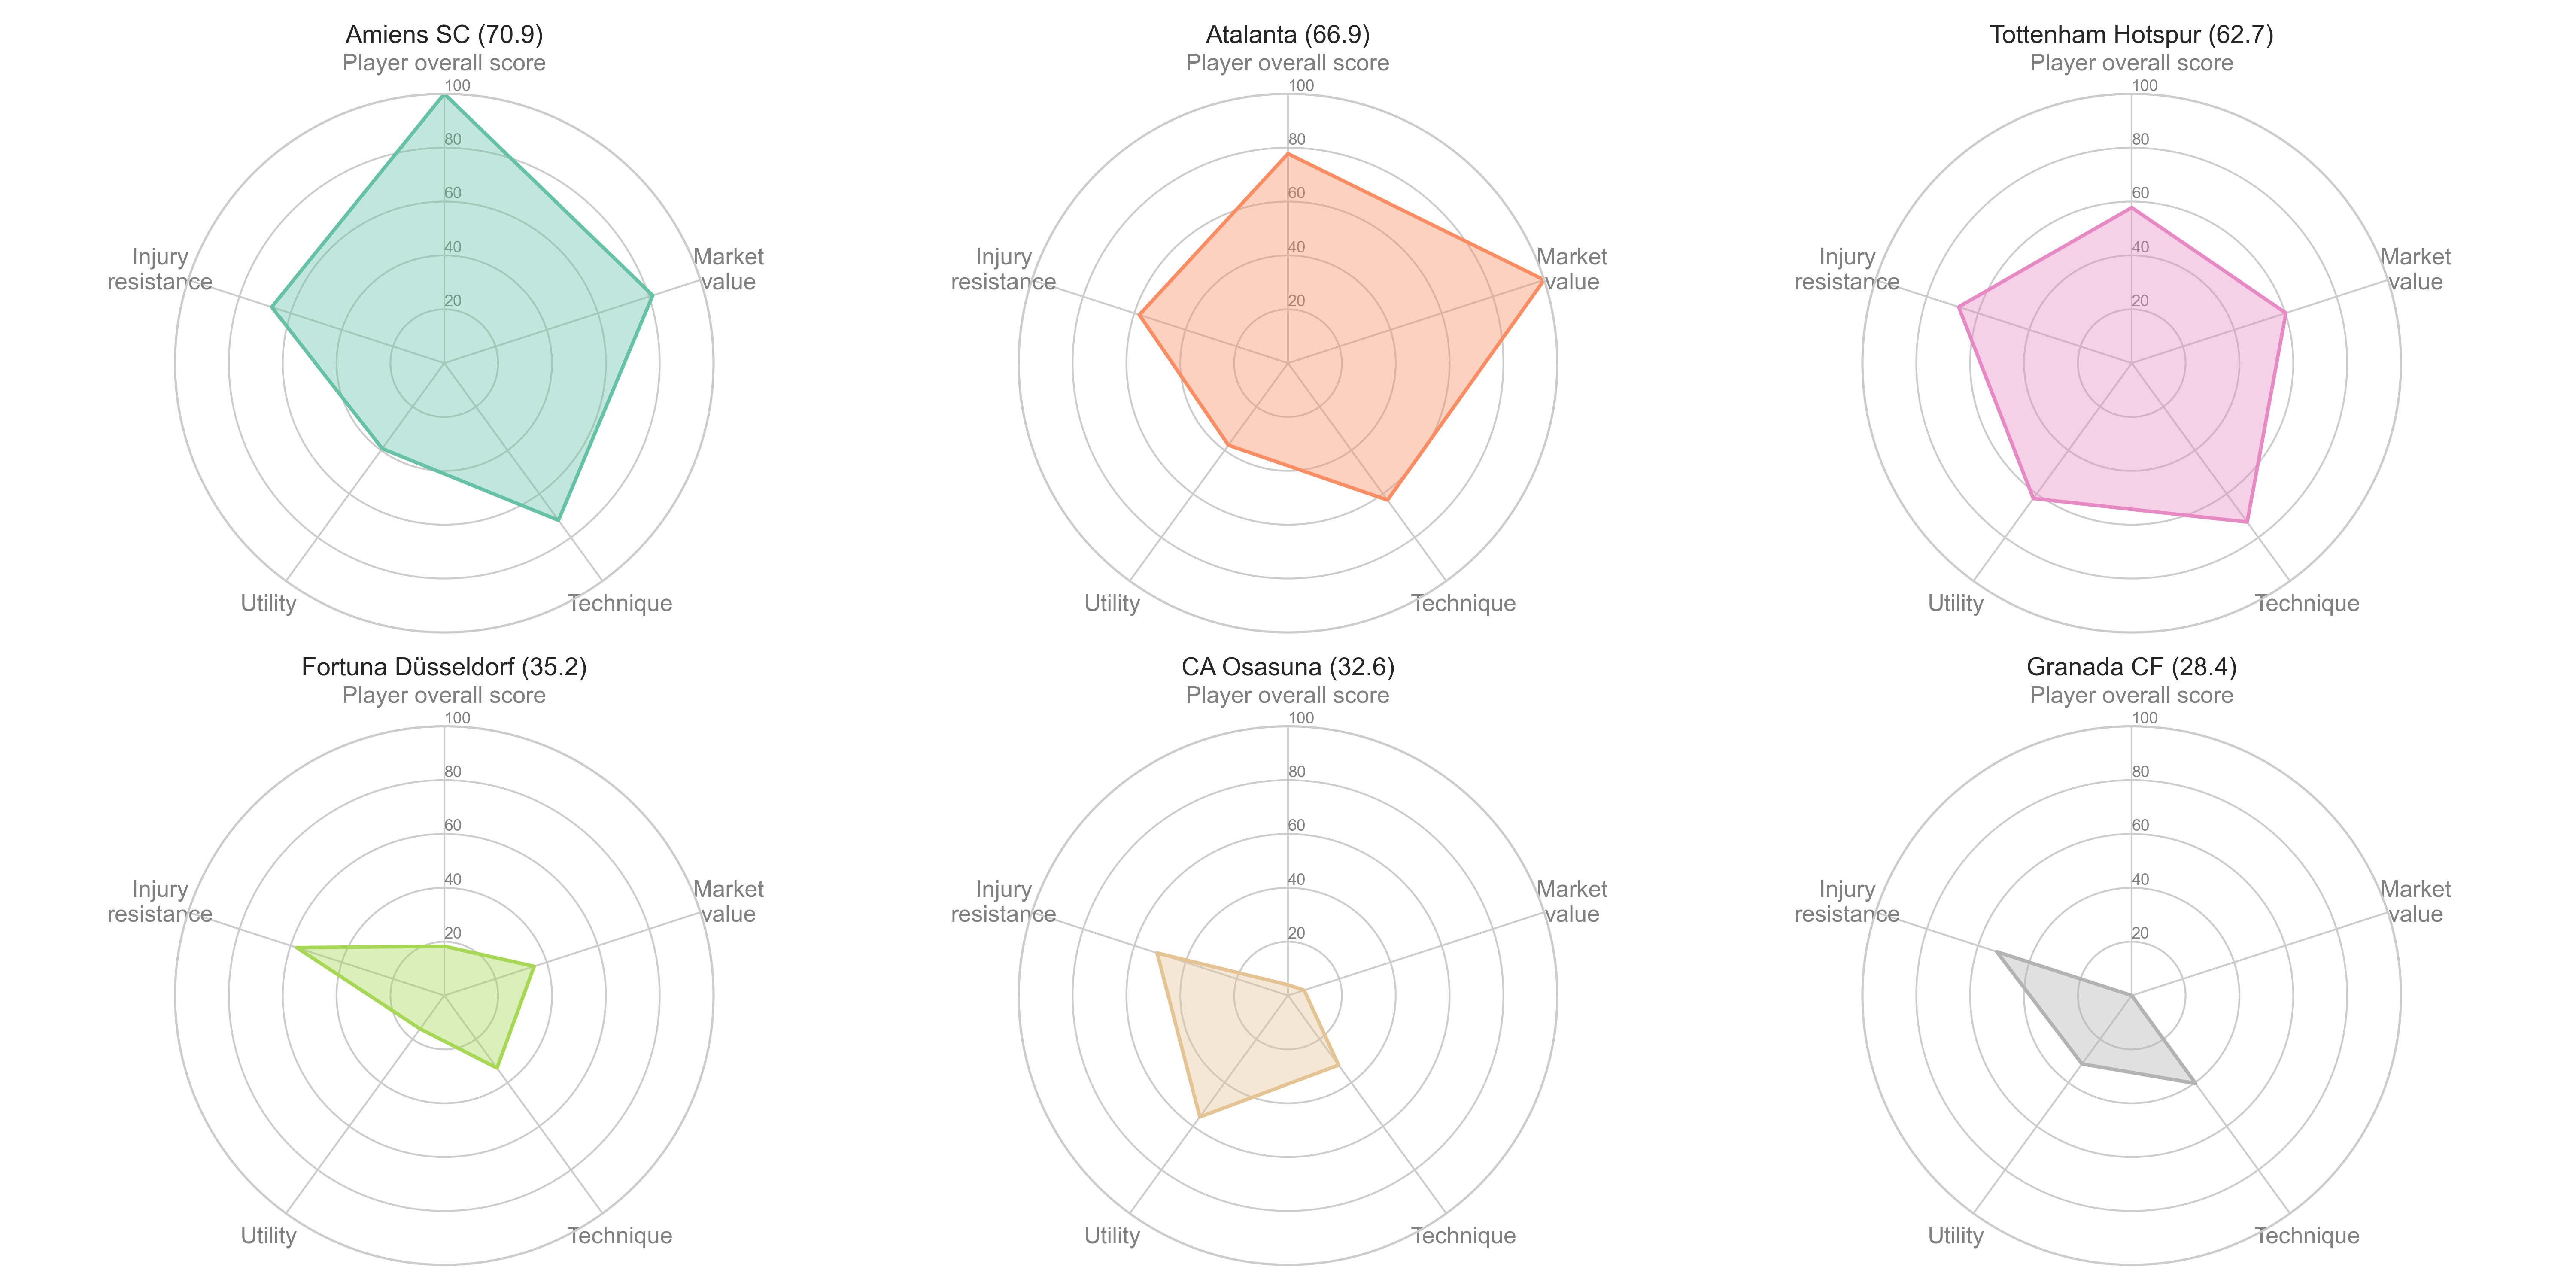 Amiens SC (70.9)
Player overall score
100
80
60
40
20
Injury
resistance
Market
value
Utility
Technique
Atalanta (66.9)
Player overall score
100
80
60
40
20
Injury
resistance
Market
value
Utility
Technique
Tottenham Hotspur (62.7)
Player overall score
100
80
60
40
20
Injury
resistance
Market
value
Utility
Technique
Fortuna Düsseldorf (35.2)
Player overall score
100
80
60
40
20
Injury
resistance
Market
value
Utility
Technique
CA Osasuna (32.6)
Player overall score
100
80
60
40
20
Injury
resistance
Market
value
Utility
Technique
Granada CF (28.4)
Player overall score
100
80
60
40
20
Injury
resistance
Market
value
Utility
Technique